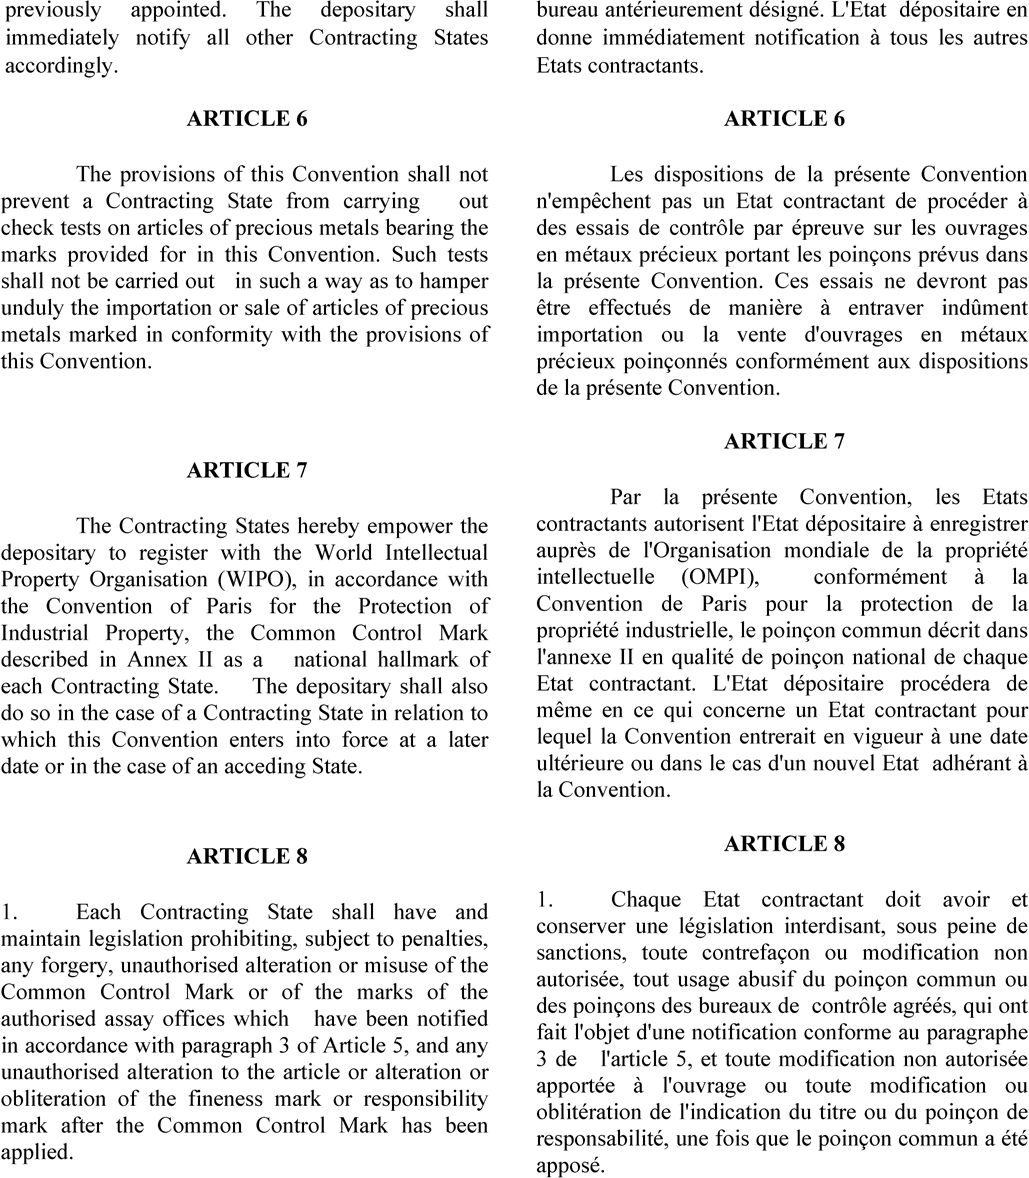 previously appointed. The depositary shall
immediately notify all other Contracting States
accordingly.
ARTICLE 6
The provisions of this Convention shall not
prevent a Contracting State from carrying out
check tests on articles of precious metals bearing the
marks provided for in this Convention. Such tests
shall not be carried out in such a way as to hamper
unduly the importation or sale of articles of precious
metals marked in conformity with the provisions of
this Convention.
ARTICLE 7
The Contracting States hereby empower the
depositary to register with the World Intellectual
Property Organisation (WIPO), in accordance with
the Convention of Paris for the Protection of
Industrial Property, the Common Control Mark
described in Annex II as a national hallmark of
each Contracting State. The depositary shall also
do so in the case of a Contracting State in relation to
which this Convention enters into force at a later
date or in the case of an acceding State.
ARTICLE 8
1. Each Contracting State shall have and
maintain legislation prohibiting, subject to penalties,
any forgery, unauthorised alteration or misuse of the
Common Control Mark or of the marks of the
authorised assay offices which have been notified
in accordance with paragraph 3 of Article 5, and any
unauthorised alteration to the article or alteration or
obliteration of the fineness mark or responsibility
mark after the Common Control Mark has been
applied.
bureau antérieurement désigné. L'Etat dépositaire en
donne immédiatement notification à tous les autres
Etats contractants.
ARTICLE 6
Les dispositions de la présente Convention
n'empêchent pas un Etat contractant de procéder à
des essais de contrôle par épreuve sur les ouvrages
en métaux précieux portant les poinçons prévus dans
la présente Convention. Ces essais ne devront pas
être effectués de manière à entraver indûment
importation ou la vente d'ouvrages en métaux
précieux poinçonnés conformément aux dispositions
de la présente Convention.
ARTICLE 7
Par la présente Convention, les Etats
contractants autorisent l'Etat dépositaire à enregistrer
auprès de l'Organisation mondiale de la propriété
intellectuelle (OMPI), conformément à la
Convention de Paris pour la protection de la
propriété industrielle, le poinçon commun décrit dans
l'annexe II en qualité de poinçon national de chaque
Etat contractant. L'Etat dépositaire procédera de
même en ce qui concerne un Etat contractant pour
lequel la Convention entrerait en vigueur à une date
ultérieure ou dans le cas d'un nouvel Etat adhérant à
la Convention.
ARTICLE 8
1. Chaque Etat contractant doit avoir et
conserver une législation interdisant, sous peine de
sanctions, toute contrefaçon ou modification non
autorisée, tout usage abusif du poinçon commun ou
des poinçons des bureaux de contrôle agréés, qui ont
fait l'objet d'une notification conforme au paragraphe
3 de l'article 5, et toute modification non autorisée
apportée à l'ouvrage ou toute modification ou
oblitération de l'indication du titre ou du poinçon de
responsabilité, une fois que le poinçon commun a été
apposé.